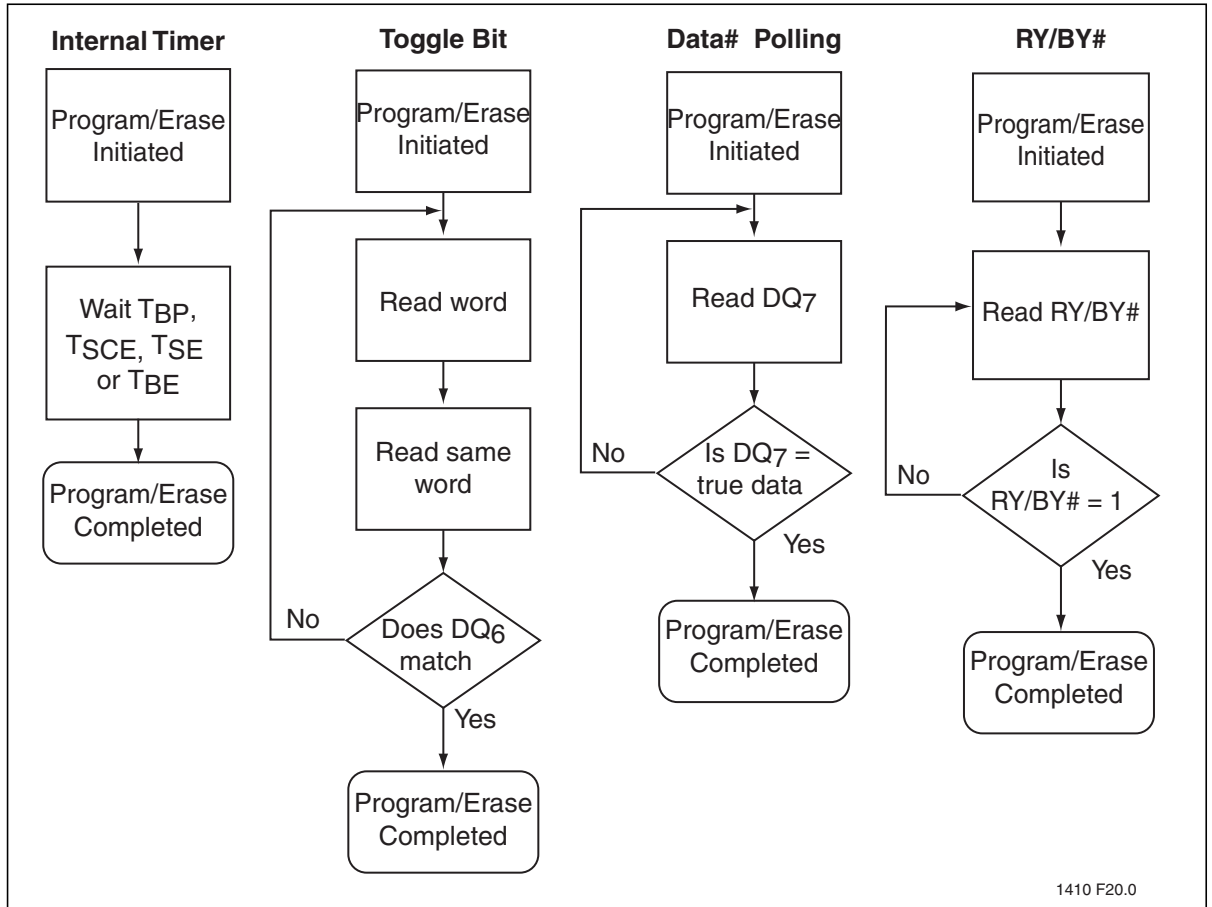 Internal Timer
Program/Erase
Initiated
Wait TBP,
TSCE, TSE
or TBE
Program/Erase
Completed
Toggle Bit
Program/Erase
Initiated
Read word
Read same
word
Does DQ6
match
No
Yes
Program/Erase
Completed
Data# Polling
Program/Erase
Initiated
Read DQ7
Is DQ7 =
true data
No
Yes
Program/Erase
Completed
RY/BY#
Program/Erase
Initiated
Read RY/BY#
Is
RY/BY# = 1
No
Yes
Program/Erase
Completed
1410 F20.0